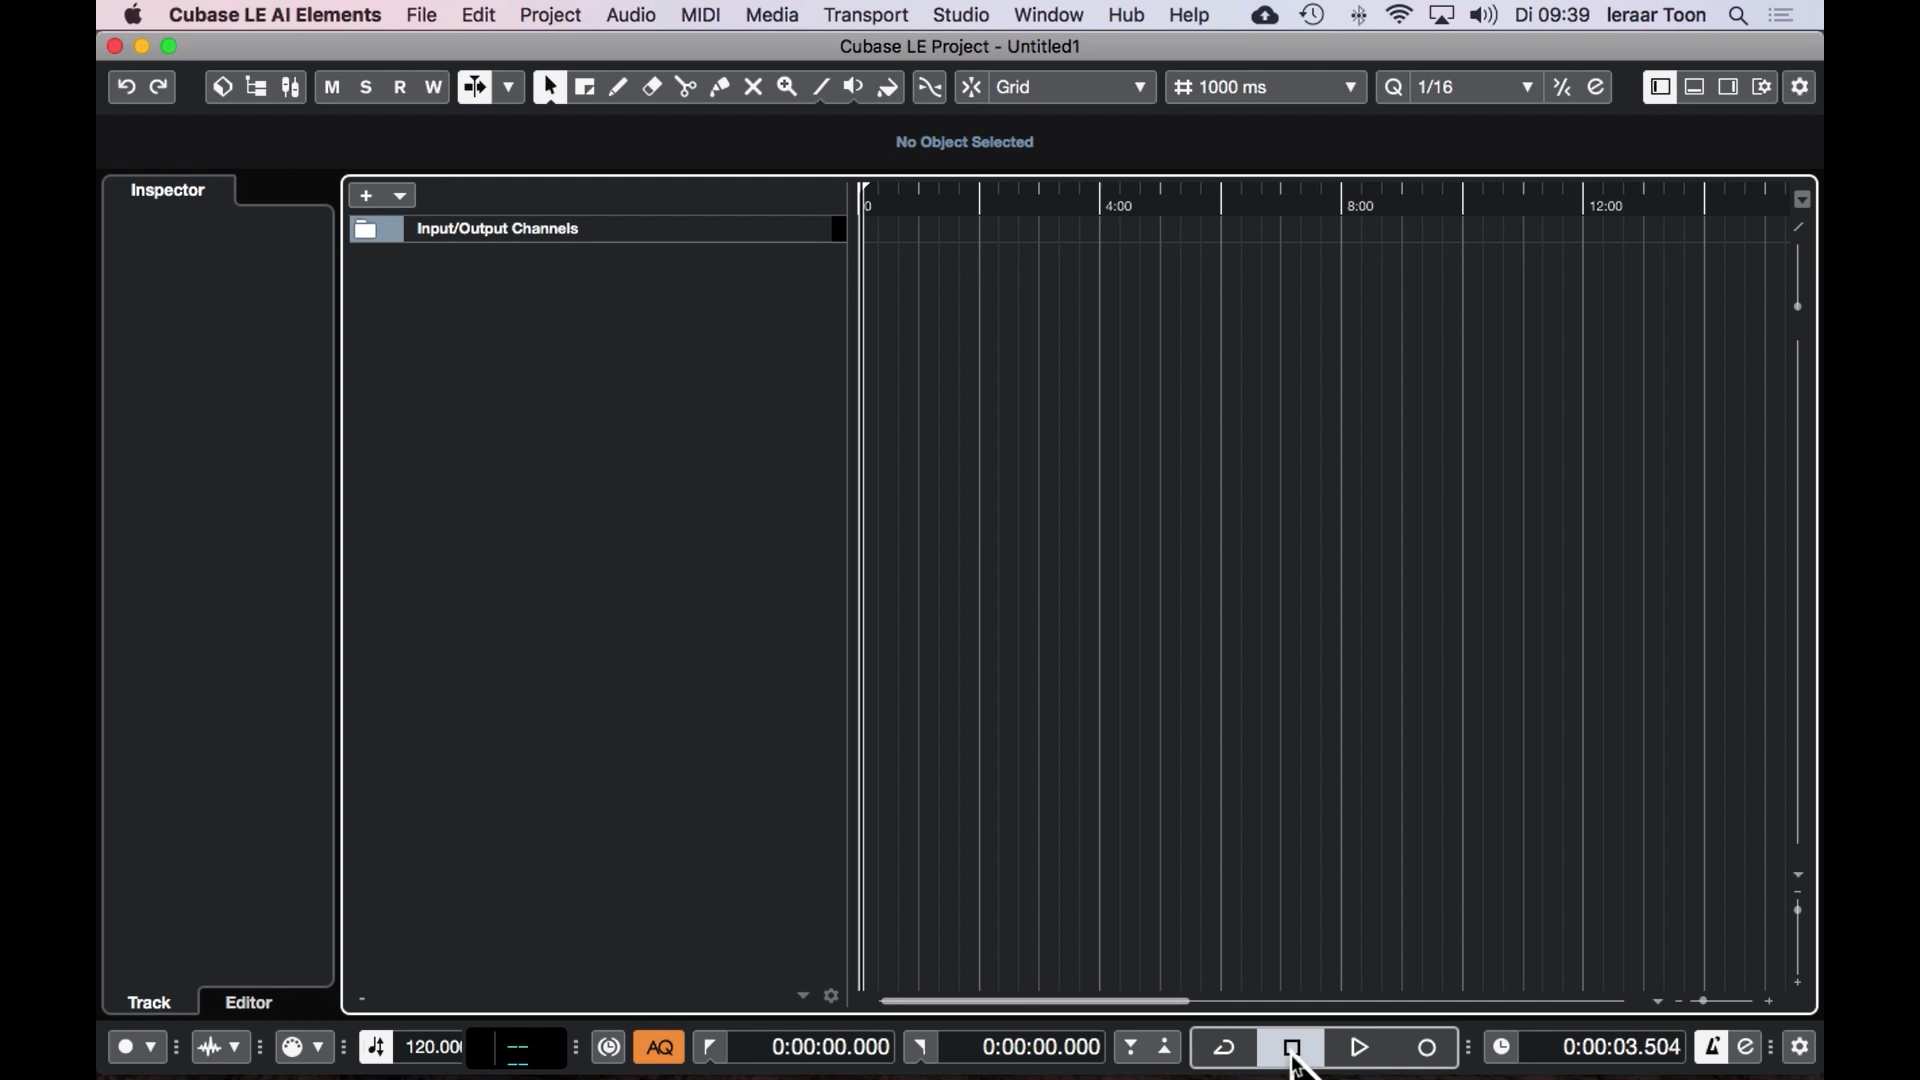 Cubase LE AI Elements File Edit Project Audio MIDI Media Transport Studio Window Hub Help Di 09:39 leraar Toon
Cubase LE Project - Untitled1
M S R W Grid 1000 ms Q 1/16
No Object Selected
Inspector
+ 0 4:00 8:00 12:00
Input/Output Channels
Track Editor
120.00 AQ 0:00:00.000 0:00:00.000 0:00:03.504